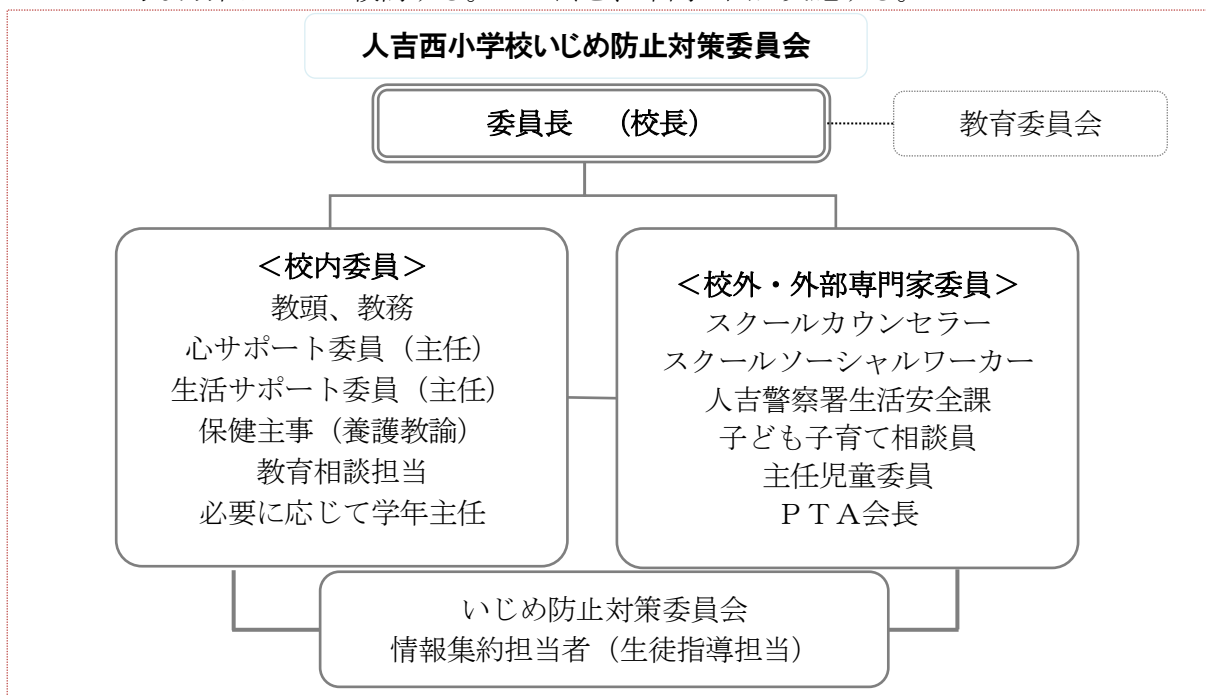 人吉西小学校いじめ防止対策委員会
委員長　（校長）
教育委員会
＜校内委員＞
教頭、教務
心サポート委員（主任）
生活サポート委員（主任）
保健主事（養護教諭）
教育相談担当
必要に応じて学年主任
＜校外・外部専門家委員＞
スクールカウンセラー
スクールソーシャルワーカー
人吉警察署生活安全課
子ども子育て相談員
主任児童委員
ＰＴＡ会長
いじめ防止対策委員会
情報集約担当者（生徒指導担当）